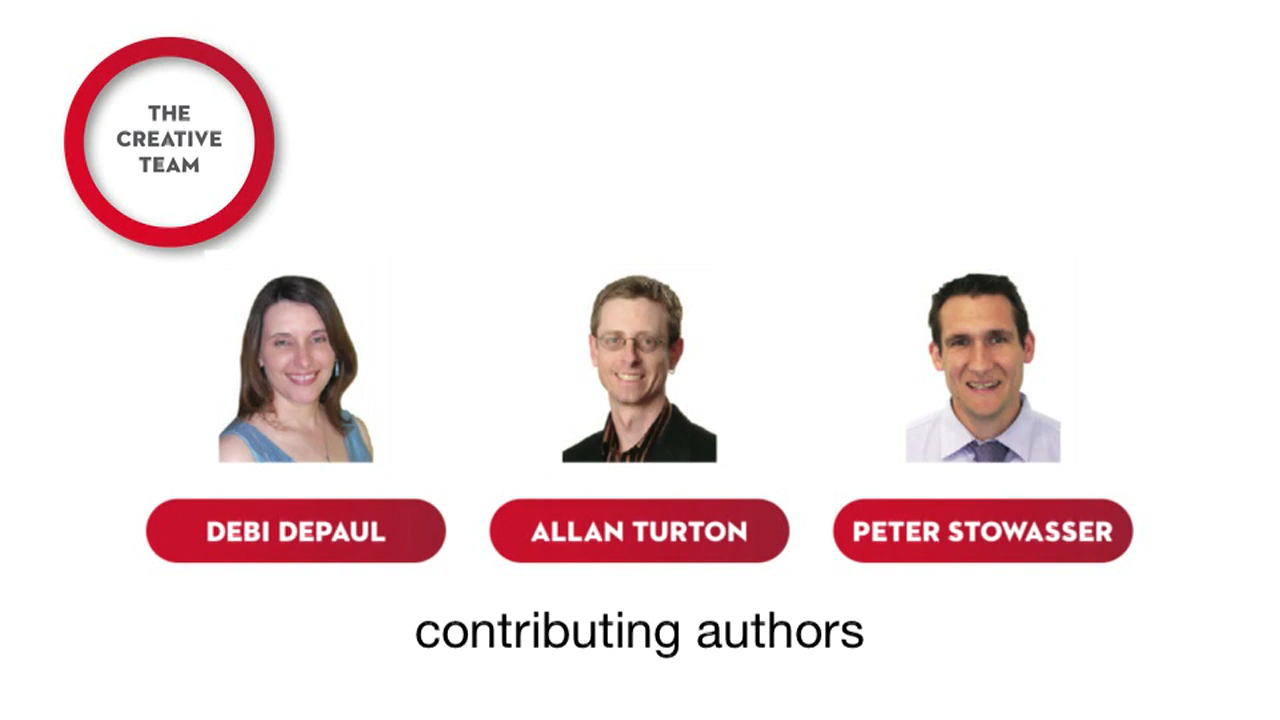 THE
CREATIVE
TEAM
DEBI DEPAUL
ALLAN TURTON
PETER STOWASSER
contributing authors